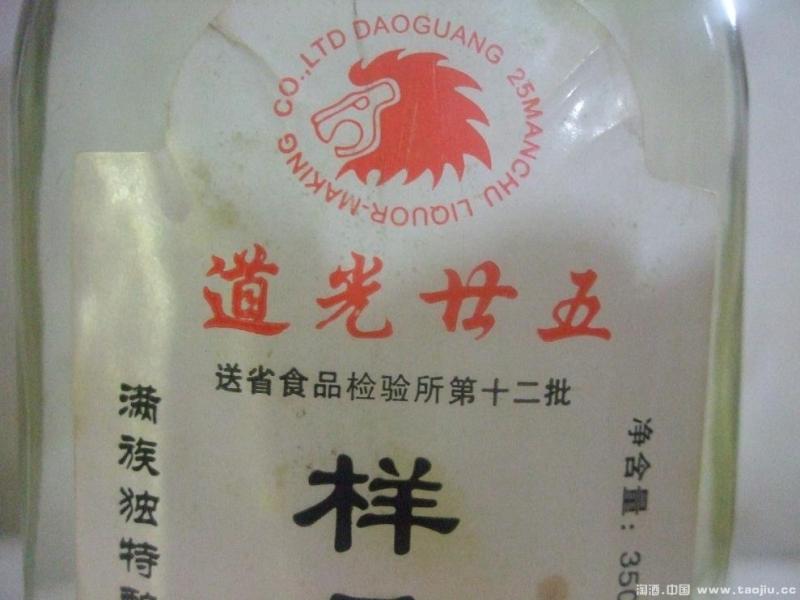 DAOGUANG 25MANCHU LIQUOR-MAKING CO.,LTD
道光廿五
送省食品检验所第十二批
样
满族独特
净含量：350
淘酒.中国 www.taojiu.cc